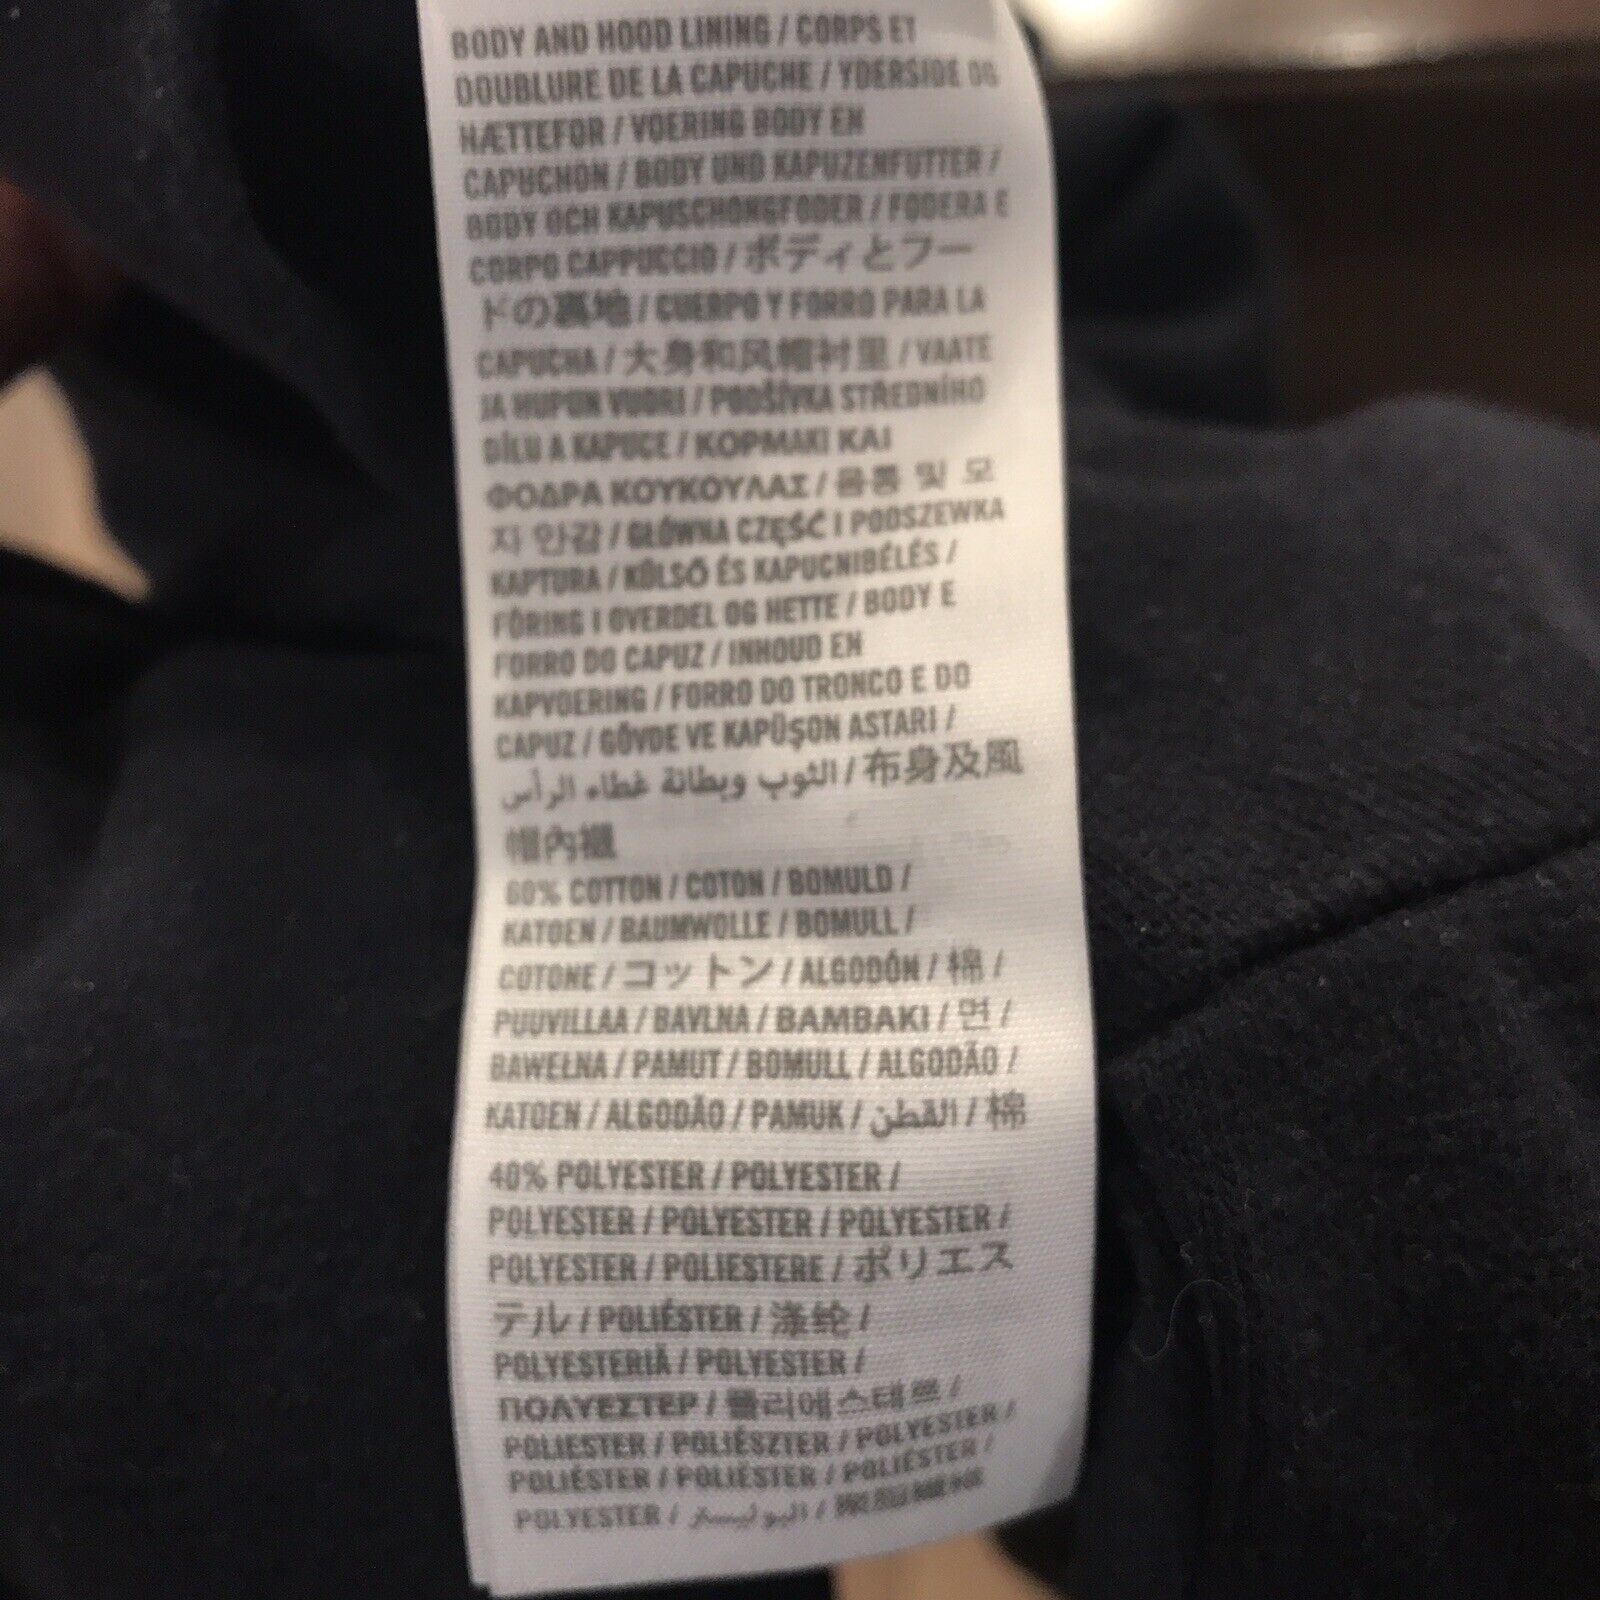 BODY AND HOOD LINING / CORPS ET
DOUBLURE DE LA CAPUCHE / YDERSIDE OG
HÆTTEFOR / VOERING BODY EN
CAPUCHON / BODY UND KAPUZENFUTTER /
BODY OCH KAPUSCHONGFODER / FODERA E
CORPO CAPPUCCIO / ボディとフー
ドの裏地 / CUERPO Y FORRO PARA LA
CAPUCHA / 大身和风帽衬里 / VAATE
JA HUPUN VUORI / PODŠÍVKA STŘEDNÍHO
DÍLU A KAPUCE / ΚΟΡΜΑΚΙ ΚΑΙ
ΦΟΔΡΑ ΚΟΥΚΟΥΛΑΣ / 몸통 및 모
자 안감 / GŁÓWNA CZĘŚĆ I PODSZEWKA
KAPTURA / KÜLSŐ ÉS KAPUCNIBÉLÉS /
FÔRING I OVERDEL OG HETTE / BODY E
FORRO DO CAPUZ / INHOUD EN
KAPVOERING / FORRO DO TRONCO E DO
CAPUZ / GÖVDE VE KAPÜŞON ASTARI /
الثوب وبطانة غطاء الرأس / 布身及風
帽內襯
60% COTTON / COTON / BOMULD /
KATOEN / BAUMWOLLE / BOMULL /
COTONE / コットン / ALGODÓN / 棉 /
PUUVILLAA / BAVLNA / ΒΑΜΒΑΚΙ / 면 /
BAWEŁNA / PAMUT / BOMULL / ALGODÃO /
KATOEN / ALGODÃO / PAMUK / القطن / 棉
40% POLYESTER / POLYESTER /
POLYESTER / POLYESTER / POLYESTER /
POLYESTER / POLIESTERE / ポリエス
テル / POLIÉSTER / 涤纶 /
POLYESTERIÄ / POLYESTER /
ΠΟΛΥΕΣΤΕΡ / 폴리에스테르 /
POLIESTER / POLIÉSZTER / POLYESTER /
POLIÉSTER / POLIÉSTER / POLIÉSTER /
POLYESTER / البوليستر /